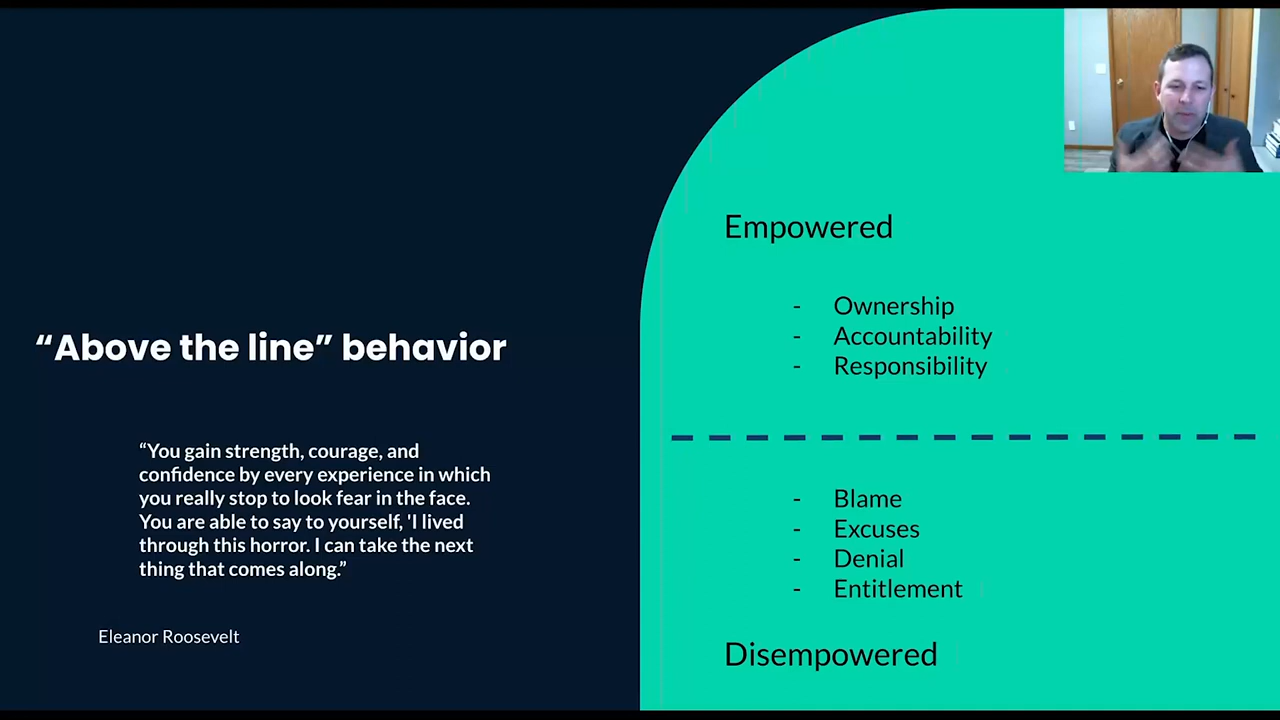 “Above the line” behavior
“You gain strength, courage, and
confidence by every experience in which
you really stop to look fear in the face.
You are able to say to yourself, 'I lived
through this horror. I can take the next
thing that comes along.”
Eleanor Roosevelt
Empowered
- Ownership
- Accountability
- Responsibility
- Blame
- Excuses
- Denial
- Entitlement
Disempowered